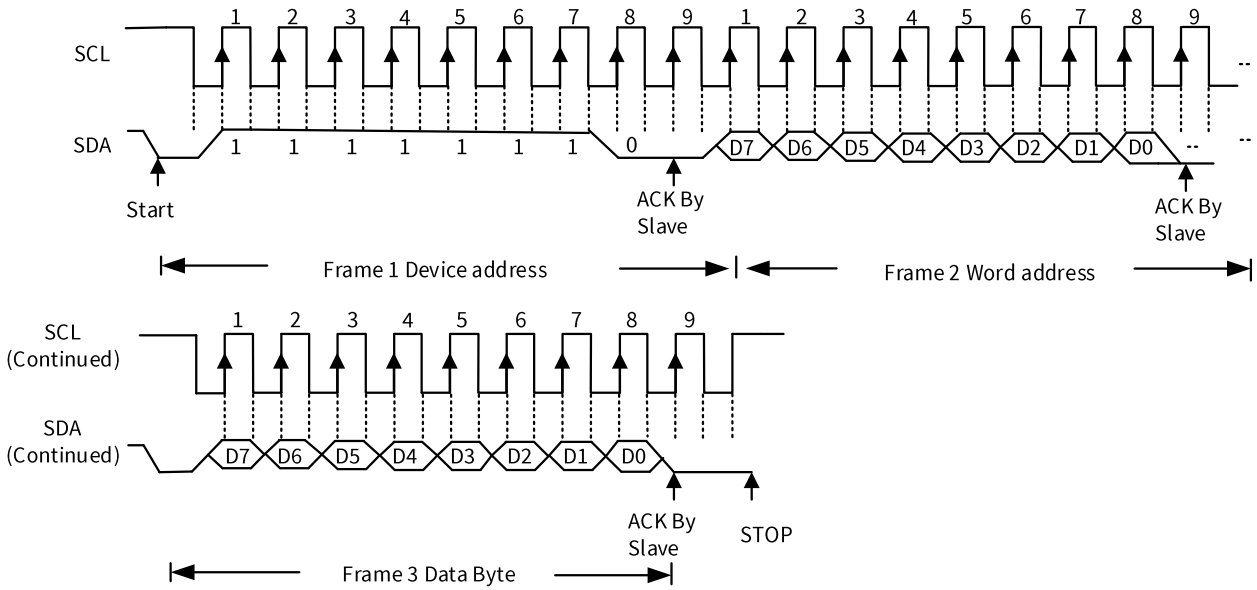 1 2 3 4 5 6 7 8 9 1 2 3 4 5 6 7 8 9
SCL
--
SDA
1 1 1 1 1 1 1 0
D7 D6 D5 D4 D3 D2 D1 D0 -- --
Start
ACK By
Slave
ACK By
Slave
Frame 1 Device address
Frame 2 Word address
1 2 3 4 5 6 7 8 9
SCL
(Continued)
SDA
(Continued)
D7 D6 D5 D4 D3 D2 D1 D0
ACK By
Slave
STOP
Frame 3 Data Byte